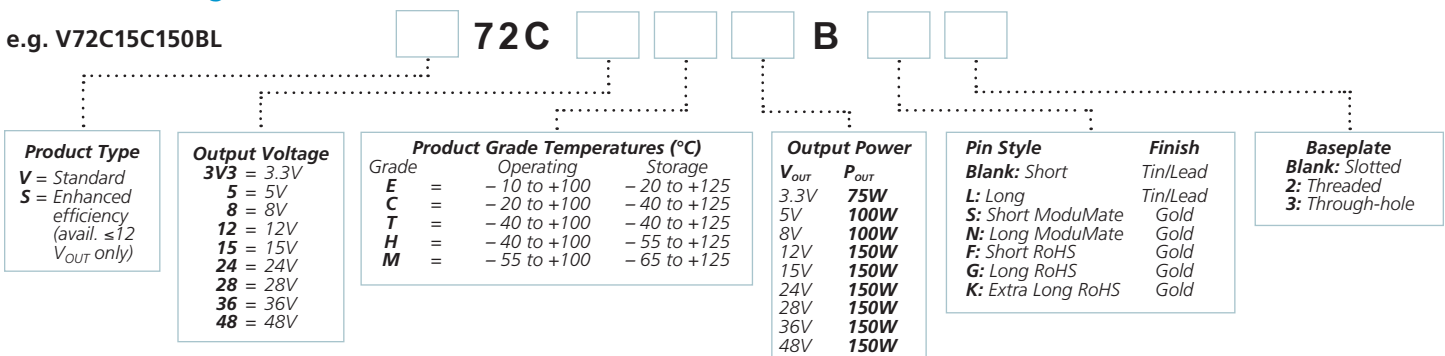 e.g. V72C15C150BL
72C
B
Product Type
V = Standard
S = Enhanced
efficiency
(avail. ≤12
VOUT only)
Output Voltage
3V3 = 3.3V
5 = 5V
8 = 8V
12 = 12V
15 = 15V
24 = 24V
28 = 28V
36 = 36V
48 = 48V
Product Grade Temperatures (°C)
Grade Operating Storage
E = – 10 to +100 – 20 to +125
C = – 20 to +100 – 40 to +125
T = – 40 to +100 – 40 to +125
H = – 40 to +100 – 55 to +125
M = – 55 to +100 – 65 to +125
Output Power
VOUT POUT
3.3V 75W
5V 100W
8V 100W
12V 150W
15V 150W
24V 150W
28V 150W
36V 150W
48V 150W
Pin Style Finish
Blank: Short Tin/Lead
L: Long Tin/Lead
S: Short ModuMate Gold
N: Long ModuMate Gold
F: Short RoHS Gold
G: Long RoHS Gold
K: Extra Long RoHS Gold
Baseplate
Blank: Slotted
2: Threaded
3: Through-hole